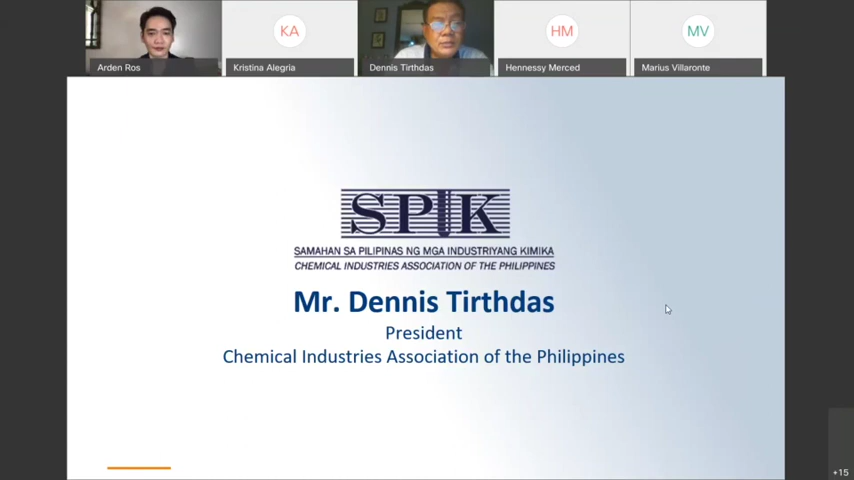 KA
HM
MV
Arden Ros
Kristina Alegria
Dennis Tirthdas
Hennessy Merced
Marius Villaronte
SPIK
SAMAHAN SA PILIPINAS NG MGA INDUSTRIYANG KIMIKA
CHEMICAL INDUSTRIES ASSOCIATION OF THE PHILIPPINES
Mr. Dennis Tirthdas
President
Chemical Industries Association of the Philippines
+15